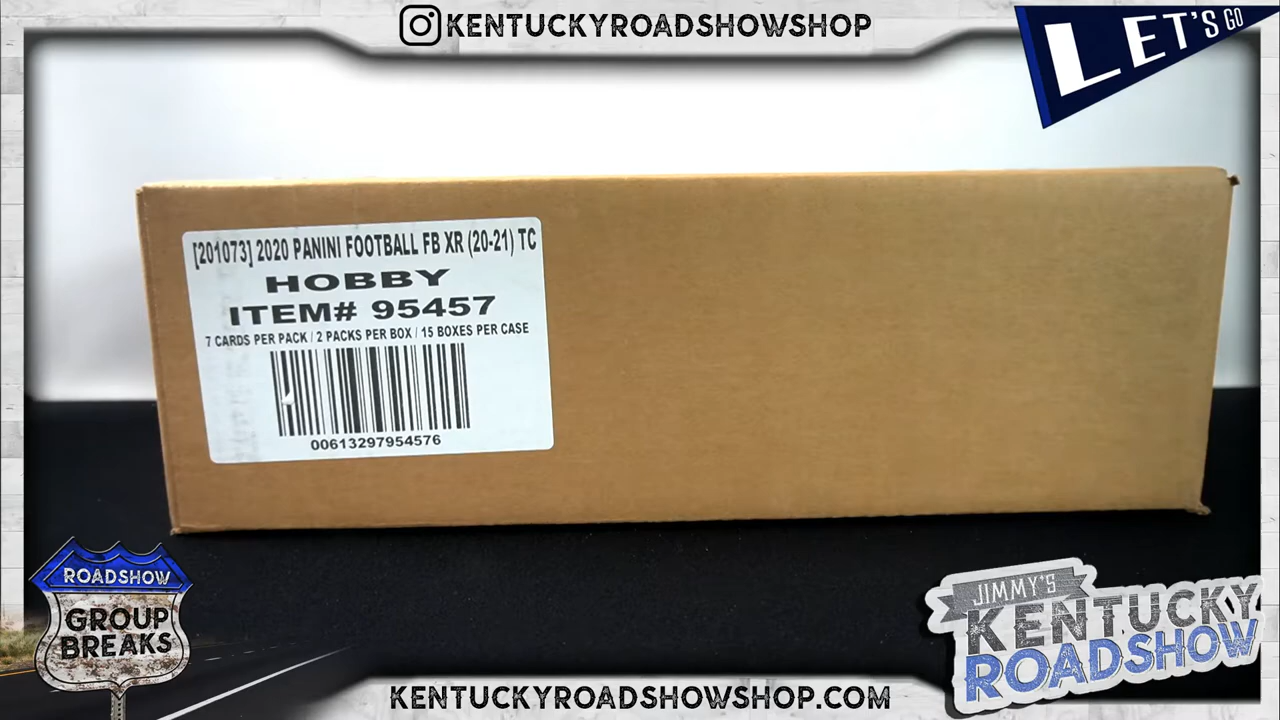 KENTUCKYROADSHOWSHOP
LET'S GO
[201073] 2020 PANINI FOOTBALL FB XR (20-21) TC
HOBBY
ITEM# 95457
7 CARDS PER PACK / 2 PACKS PER BOX / 15 BOXES PER CASE
00613297954576
ROADSHOW
GROUP
BREAKS
JIMMY'S
KENTUCKY
ROADSHOW
KENTUCKYROADSHOWSHOP.COM